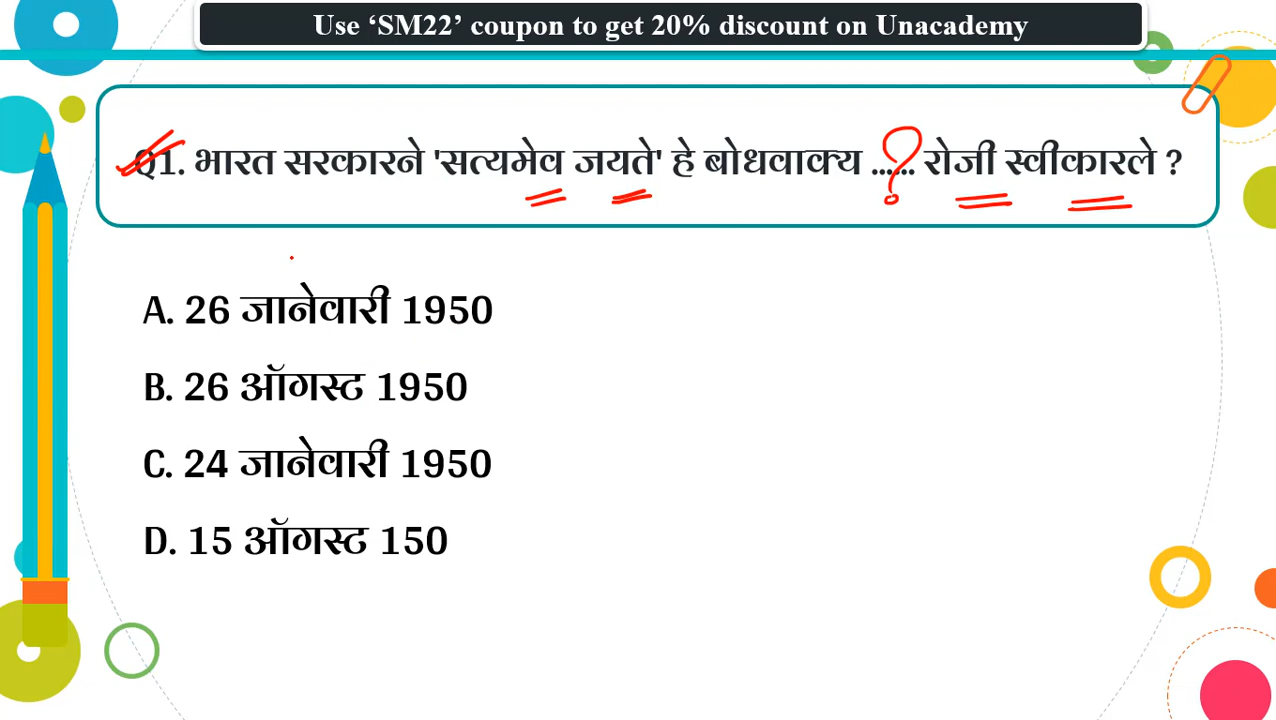 Use ‘SM22’ coupon to get 20% discount on Unacademy
Q1. भारत सरकारने 'सत्यमेव जयते' हे बोधवाक्य ...... रोजी स्वीकारले ?
A. 26 जानेवारी 1950
B. 26 ऑगस्ट 1950
C. 24 जानेवारी 1950
D. 15 ऑगस्ट 150